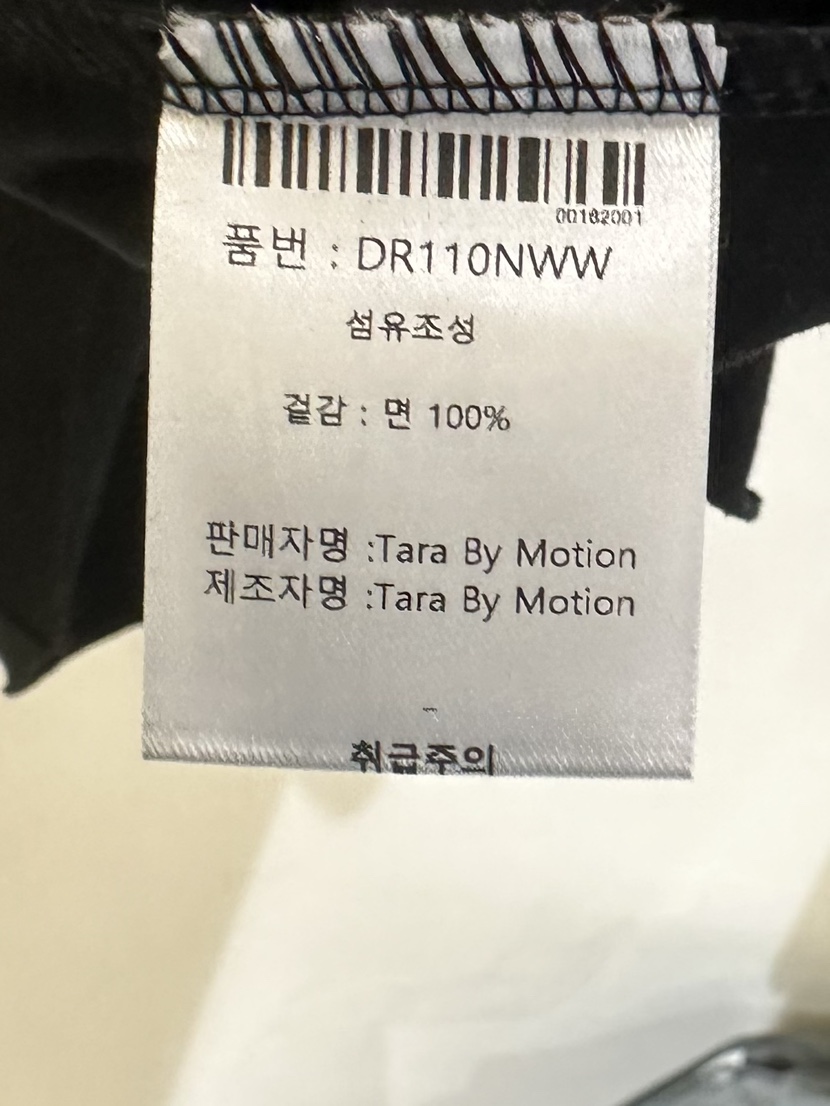 00182001
품번 : DR110NWW
섬유조성
겉감 : 면 100%
판매자명 :Tara By Motion
제조자명 :Tara By Motion
-
취급주의